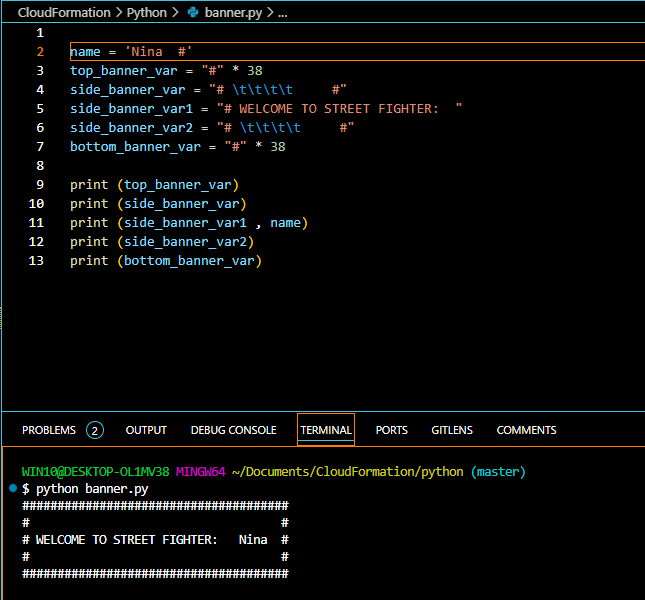 CloudFormation > Python > banner.py > ...
1
2 name = 'Nina  #'
3 top_banner_var = "#" * 38
4 side_banner_var = "# \t\t\t\t     #"
5 side_banner_var1 = "# WELCOME TO STREET FIGHTER:  "
6 side_banner_var2 = "# \t\t\t\t     #"
7 bottom_banner_var = "#" * 38
8
9 print (top_banner_var)
10 print (side_banner_var)
11 print (side_banner_var1 , name)
12 print (side_banner_var2)
13 print (bottom_banner_var)
PROBLEMS 2 OUTPUT DEBUG CONSOLE TERMINAL PORTS GITLENS COMMENTS
WIN10@DESKTOP-OL1MV38 MINGW64 ~/Documents/CloudFormation/python (master)
$ python banner.py
######################################
#                                    #
# WELCOME TO STREET FIGHTER:   Nina  #
#                                    #
######################################